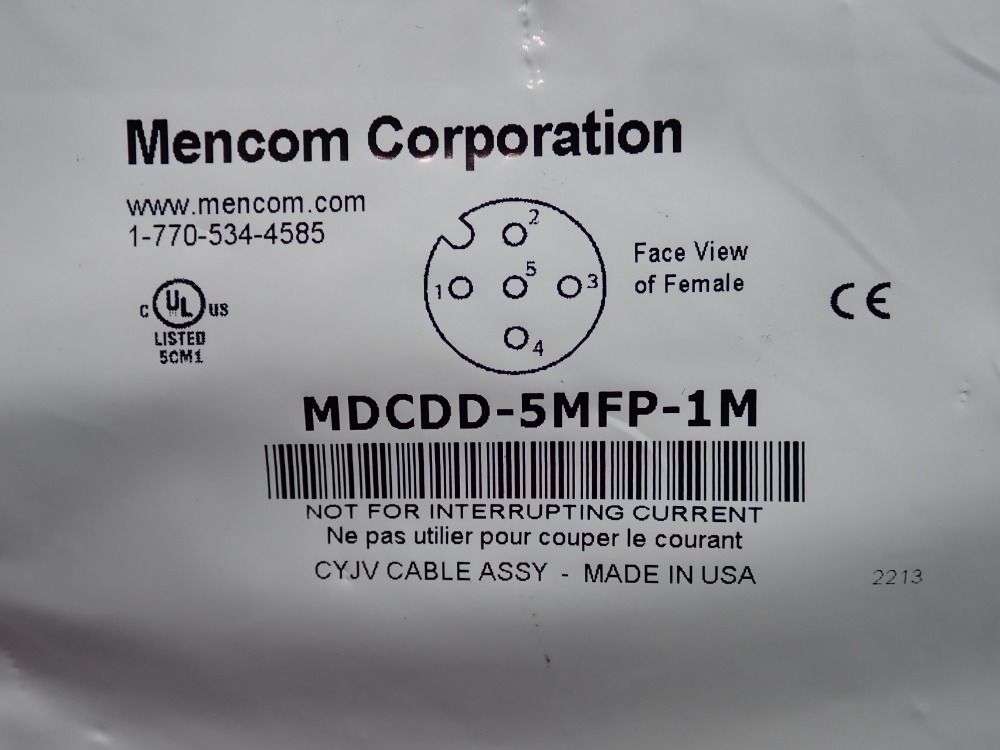 Mencom Corporation
www.mencom.com
1-770-534-4585
C UL US
LISTED
5CM1
2
5
1
3
4
Face View
of Female
CE
MDCDD-5MFP-1M
NOT FOR INTERRUPTING CURRENT
Ne pas utilier pour couper le courant
CYJV CABLE ASSY - MADE IN USA
2213